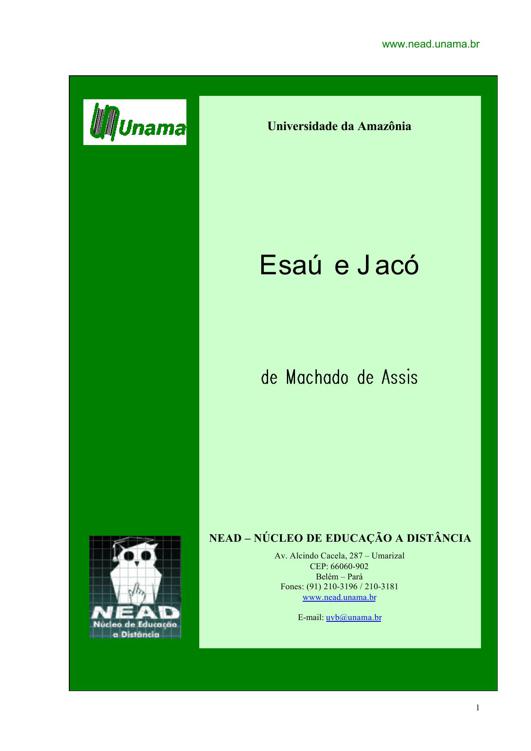 www.nead.unama.br
Unama
Universidade da Amazônia
Esaú e Jacó
de Machado de Assis
NEAD – NÚCLEO DE EDUCAÇÃO A DISTÂNCIA
Av. Alcindo Cacela, 287 – Umarizal
CEP: 66060-902
Belém – Pará
Fones: (91) 210-3196 / 210-3181
www.nead.unama.br
E-mail: uvb@unama.br
NEAD
Núcleo de Educação
a Distância
1